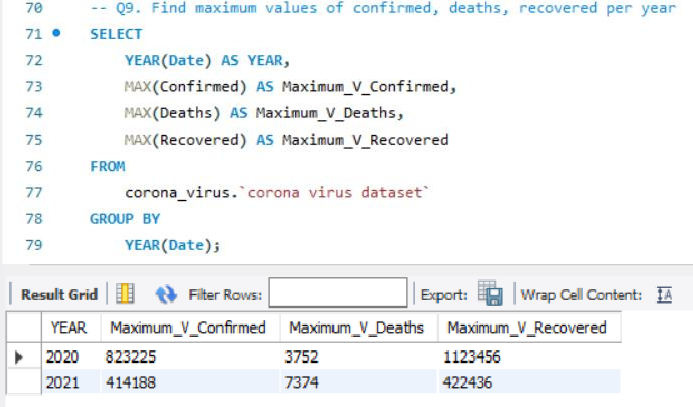 70 -- Q9. Find maximum values of confirmed, deaths, recovered per year
71 SELECT
72 YEAR(Date) AS YEAR,
73 MAX(Confirmed) AS Maximum_V_Confirmed,
74 MAX(Deaths) AS Maximum_V_Deaths,
75 MAX(Recovered) AS Maximum_V_Recovered
76 FROM
77 corona_virus.`corona virus dataset`
78 GROUP BY
79 YEAR(Date);
Result Grid Filter Rows: Export: Wrap Cell Content: IA
YEAR Maximum_V_Confirmed Maximum_V_Deaths Maximum_V_Recovered
2020 823225 3752 1123456
2021 414188 7374 422436